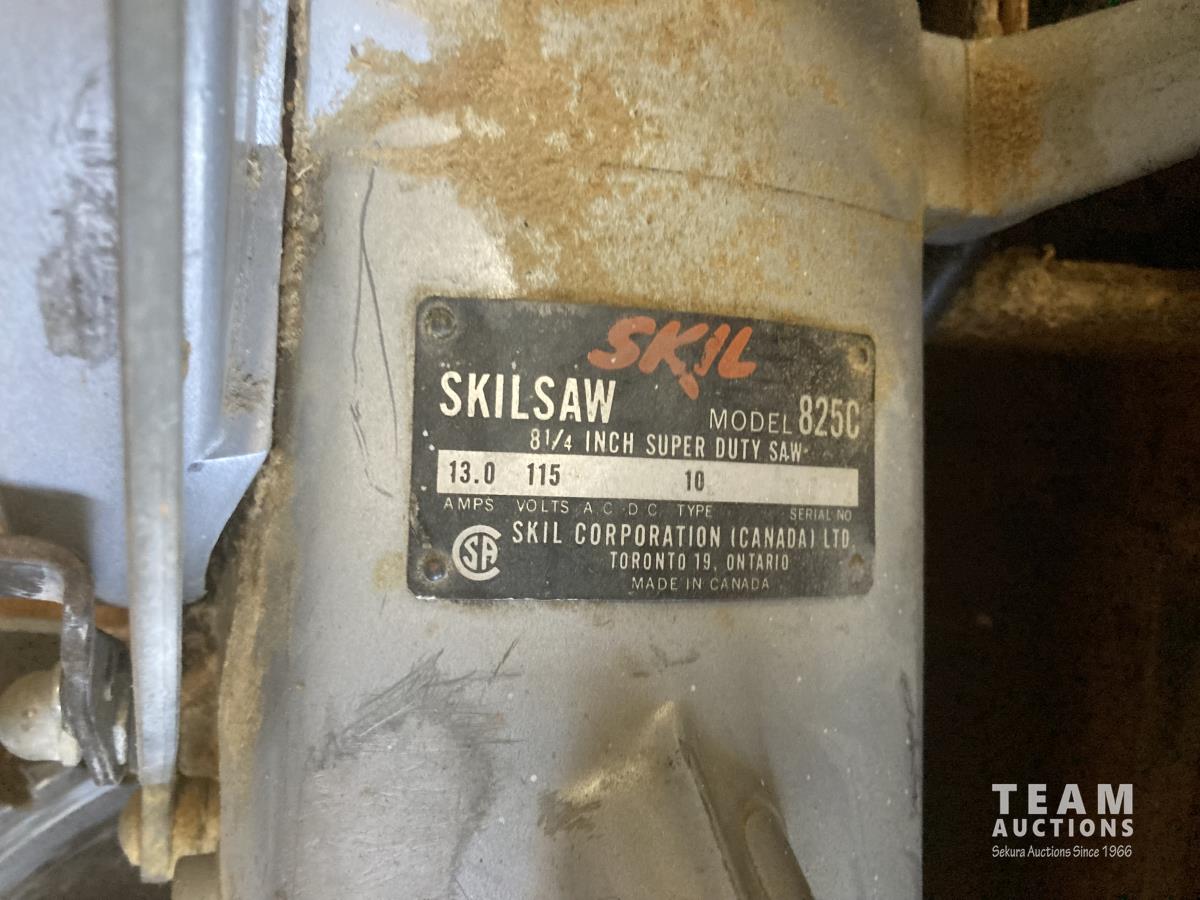 SKIL
SKILSAW MODEL 825C
8 1/4 INCH SUPER DUTY SAW
13.0 115 10
AMPS VOLTS A.C.-D.C. TYPE SERIAL NO
CSA SKIL CORPORATION (CANADA) LTD.
TORONTO 19, ONTARIO
MADE IN CANADA
TEAM
AUCTIONS
Sekura Auctions Since 1966